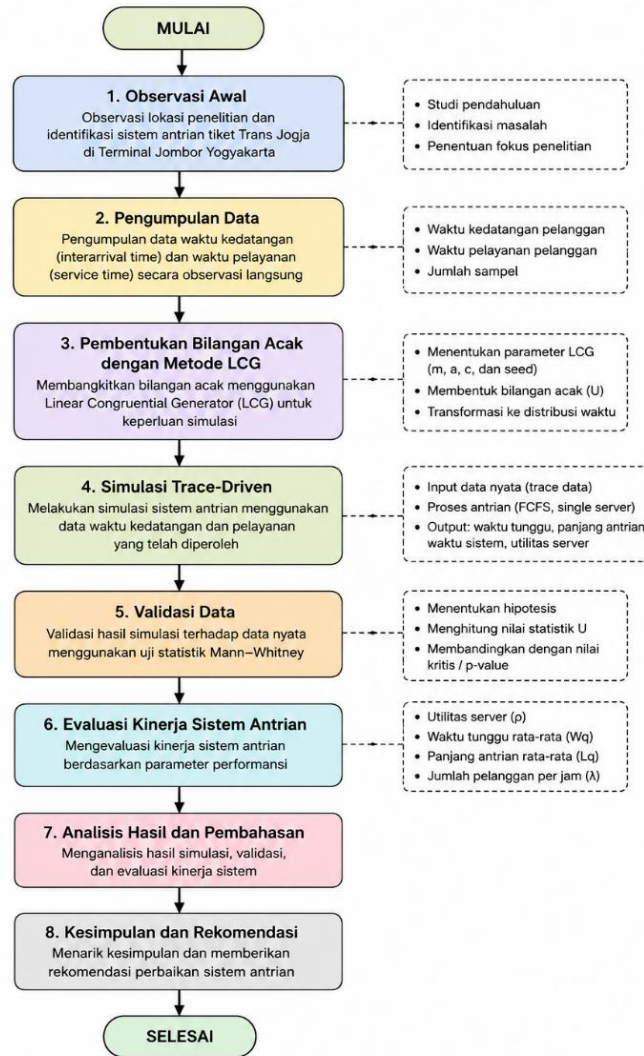 MULAI
1. Observasi Awal
Observasi lokasi penelitian dan
identifikasi sistem antrian tiket Trans Jogja
di Terminal Jombor Yogyakarta
• Studi pendahuluan
• Identifikasi masalah
• Penentuan fokus penelitian
2. Pengumpulan Data
Pengumpulan data waktu kedatangan
(interarrival time) dan waktu pelayanan
(service time) secara observasi langsung
• Waktu kedatangan pelanggan
• Waktu pelayanan pelanggan
• Jumlah sampel
3. Pembentukan Bilangan Acak
dengan Metode LCG
Membangkitkan bilangan acak menggunakan
Linear Congruential Generator (LCG) untuk
keperluan simulasi
• Menentukan parameter LCG
(m, a, c, dan seed)
• Membentuk bilangan acak (U)
• Transformasi ke distribusi waktu
4. Simulasi Trace-Driven
Melakukan simulasi sistem antrian menggunakan
data waktu kedatangan dan pelayanan
yang telah diperoleh
• Input data nyata (trace data)
• Proses antrian (FCFS, single server)
• Output: waktu tunggu, panjang antrian
waktu sistem, utilitas server
5. Validasi Data
Validasi hasil simulasi terhadap data nyata
menggunakan uji statistik Mann–Whitney
• Menentukan hipotesis
• Menghitung nilai statistik U
• Membandingkan dengan nilai
kritis / p-value
6. Evaluasi Kinerja Sistem Antrian
Mengevaluasi kinerja sistem antrian
berdasarkan parameter performansi
• Utilitas server (ρ)
• Waktu tunggu rata-rata (Wq)
• Panjang antrian rata-rata (Lq)
• Jumlah pelanggan per jam (λ)
7. Analisis Hasil dan Pembahasan
Menganalisis hasil simulasi, validasi,
dan evaluasi kinerja sistem
8. Kesimpulan dan Rekomendasi
Menarik kesimpulan dan memberikan
rekomendasi perbaikan sistem antrian
SELESAI